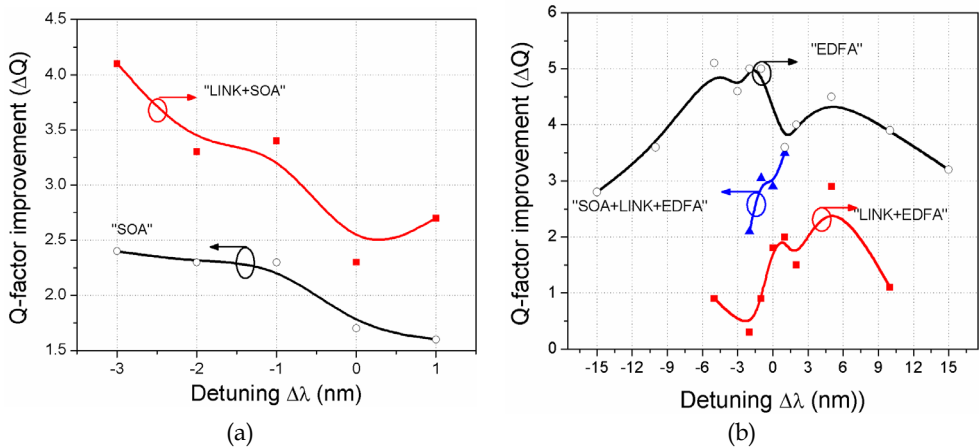 4.5
4.0
3.5
3.0
2.5
2.0
1.5
-3
-2
-1
0
1
Q-factor improvement (ΔQ)
Detuning Δλ (nm)
"LINK+SOA"
"SOA"
(a)
6
5
4
3
2
1
0
-15
-12
-9
-6
-3
0
3
6
9
12
15
Q-factor improvement (ΔQ)
Detuning Δλ (nm))
"EDFA"
"SOA+LINK+EDFA"
"LINK+EDFA"
(b)